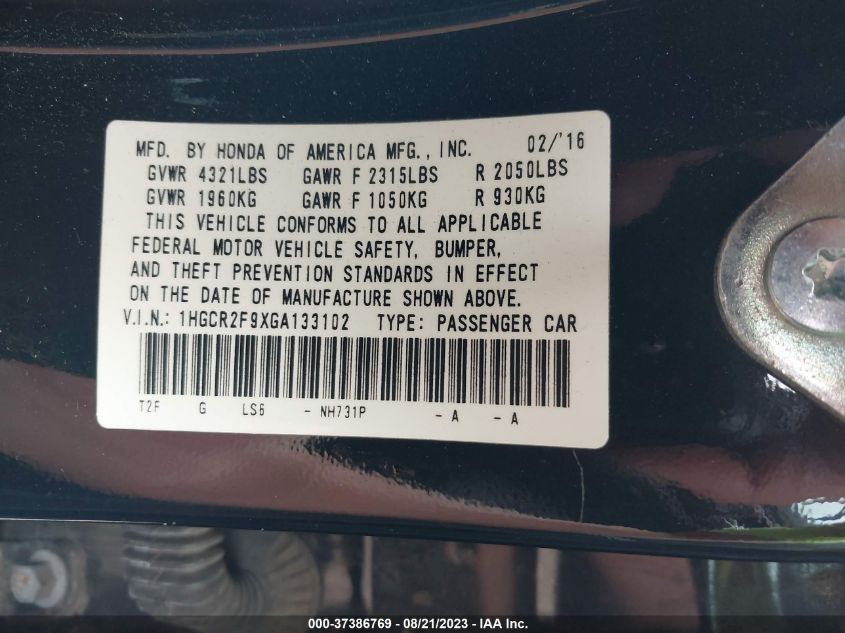 MFD. BY HONDA OF AMERICA MFG., INC. 02/'16
GVWR 4321LBS GAWR F 2315LBS R 2050LBS
GVWR 1960KG GAWR F 1050KG R 930KG
THIS VEHICLE CONFORMS TO ALL APPLICABLE
FEDERAL MOTOR VEHICLE SAFETY, BUMPER,
AND THEFT PREVENTION STANDARDS IN EFFECT
ON THE DATE OF MANUFACTURE SHOWN ABOVE.
V.I.N.: 1HGCR2F9XGA133102 TYPE: PASSENGER CAR
T2F G LS6 - NH731P - A - A
000-37386769 - 08/21/2023 - IAA Inc.